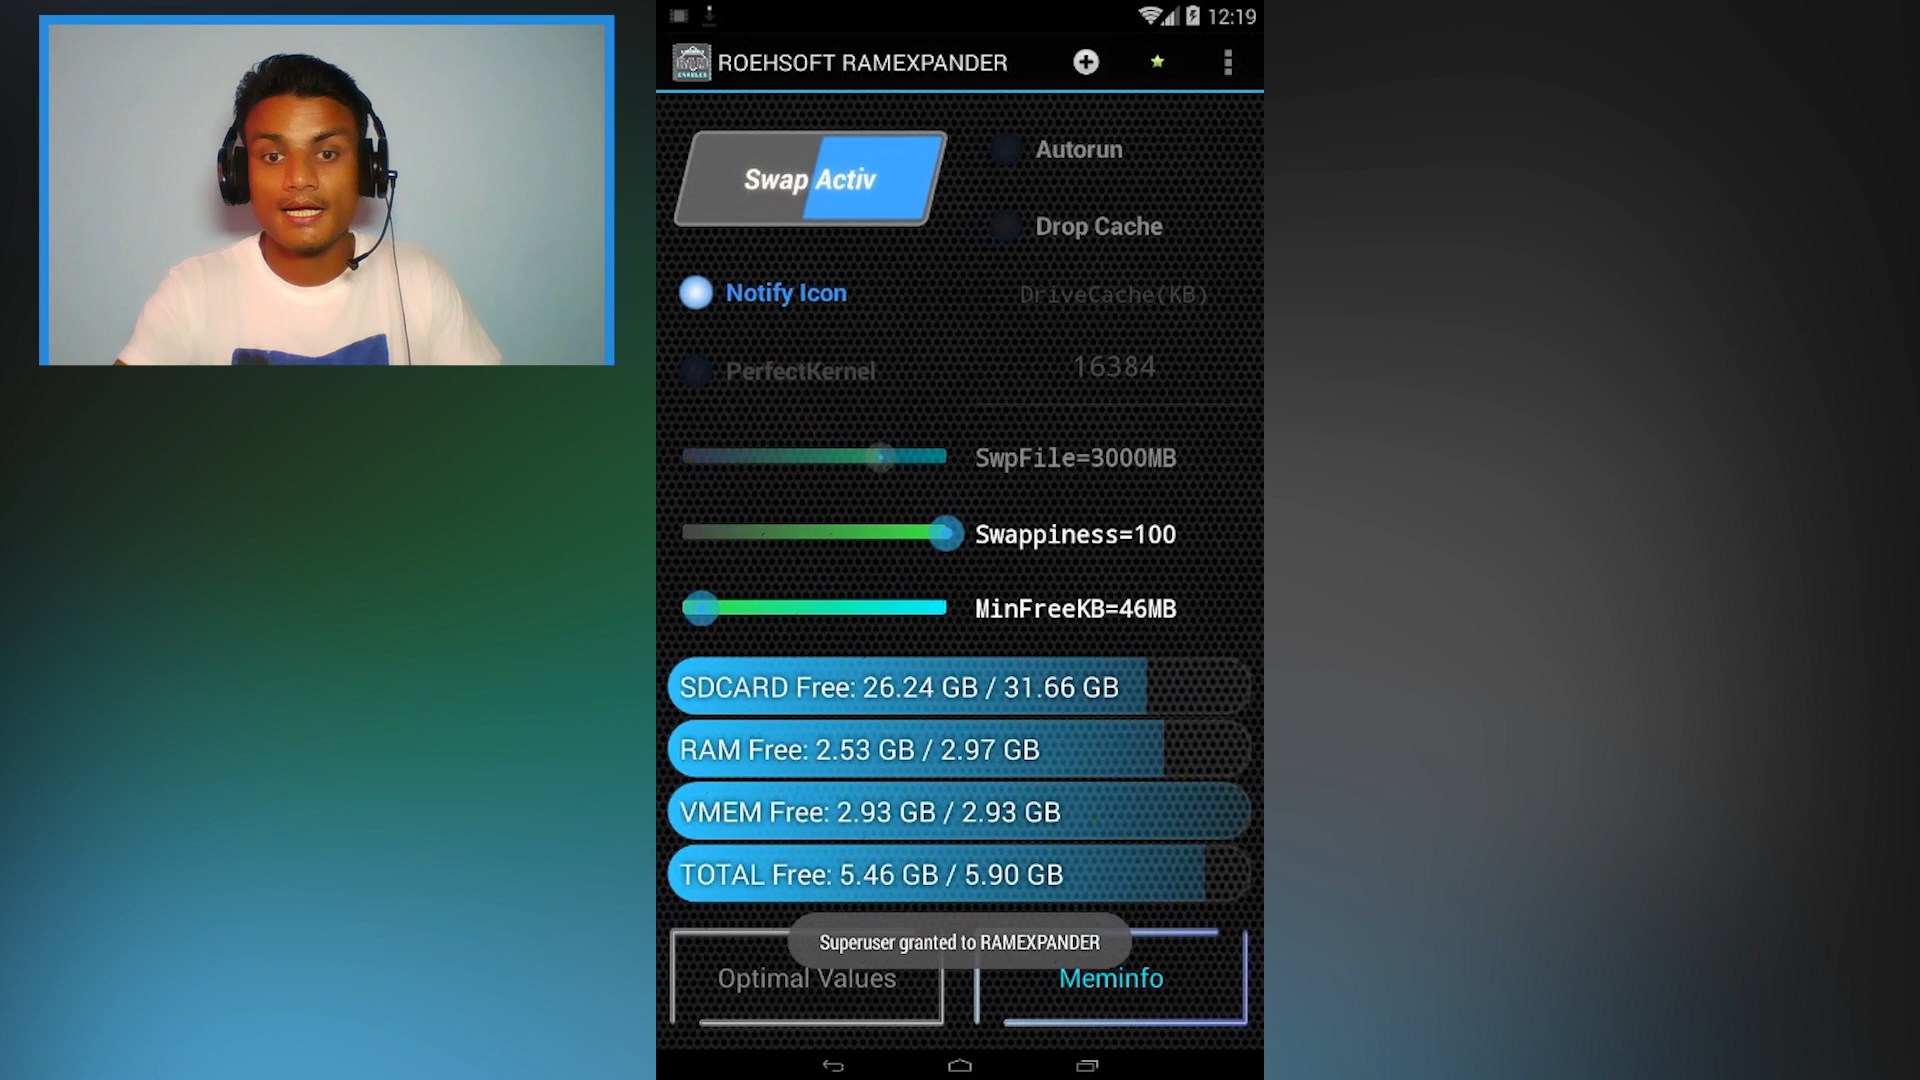 12:19
ROEHSOFT RAMEXPANDER
Swap Activ
Autorun
Drop Cache
Notify Icon
DriveCache(KB)
PerfectKernel
16384
SwpFile=3000MB
Swappiness=100
MinFreeKB=46MB
SDCARD Free: 26.24 GB / 31.66 GB
RAM Free: 2.53 GB / 2.97 GB
VMEM Free: 2.93 GB / 2.93 GB
TOTAL Free: 5.46 GB / 5.90 GB
Superuser granted to RAMEXPANDER
Optimal Values
Meminfo